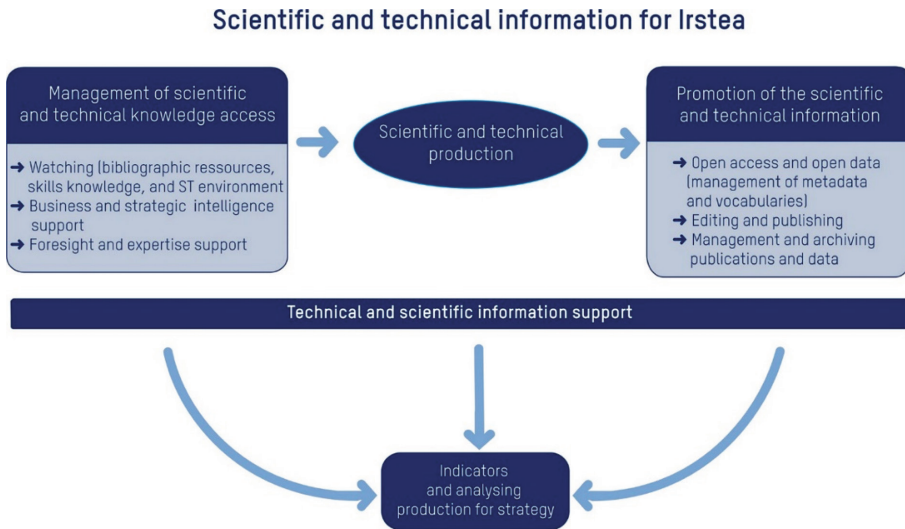 Scientific and technical information for Irstea
Management of scientific
and technical knowledge access
➔ Watching (bibliographic ressources,
skills knowledge, and ST environment
➔ Business and strategic intelligence
support
➔ Foresight and expertise support
Scientific and technical
production
Promotion of the scientific
and technical information
➔ Open access and open data
(management of metadata
and vocabularies)
➔ Editing and publishing
➔ Management and archiving
publications and data
Technical and scientific information support
Indicators
and analysing
production for strategy